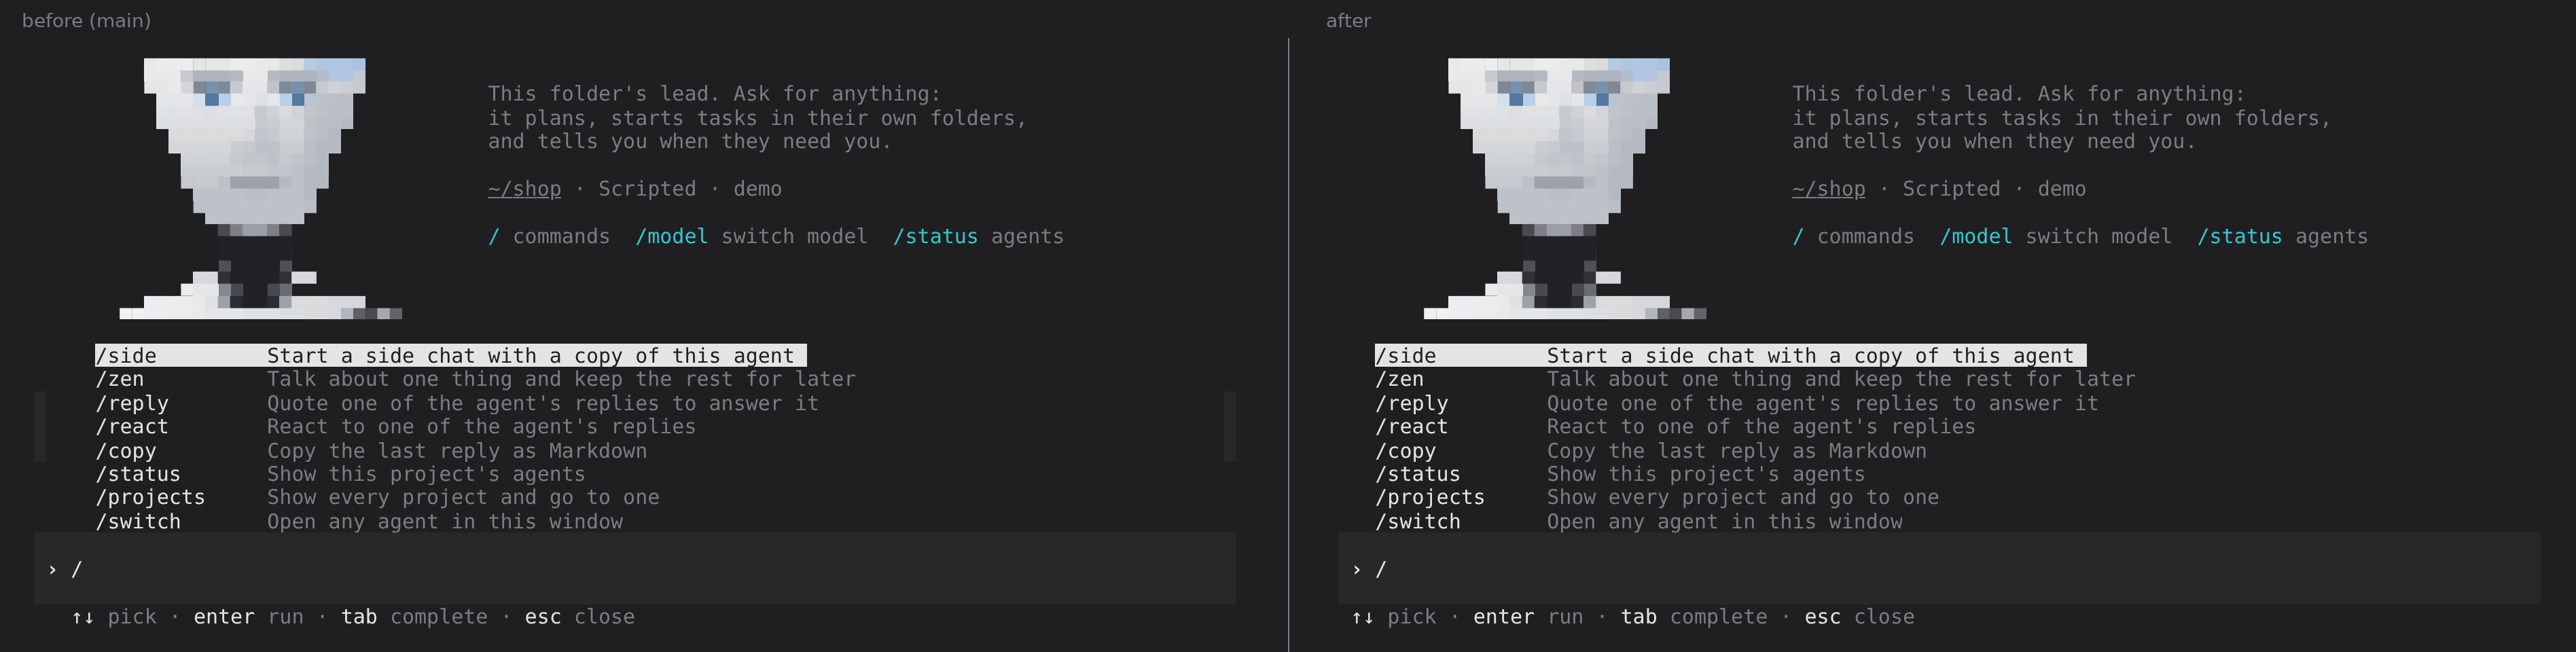 before (main)
This folder's lead. Ask for anything:
it plans, starts tasks in their own folders,
and tells you when they need you.
~/shop · Scripted · demo
/ commands  /model switch model  /status agents
/side Start a side chat with a copy of this agent
/zen Talk about one thing and keep the rest for later
/reply Quote one of the agent's replies to answer it
/react React to one of the agent's replies
/copy Copy the last reply as Markdown
/status Show this project's agents
/projects Show every project and go to one
/switch Open any agent in this window
› /
↑↓ pick · enter run · tab complete · esc close
after
This folder's lead. Ask for anything:
it plans, starts tasks in their own folders,
and tells you when they need you.
~/shop · Scripted · demo
/ commands  /model switch model  /status agents
/side Start a side chat with a copy of this agent
/zen Talk about one thing and keep the rest for later
/reply Quote one of the agent's replies to answer it
/react React to one of the agent's replies
/copy Copy the last reply as Markdown
/status Show this project's agents
/projects Show every project and go to one
/switch Open any agent in this window
› /
↑↓ pick · enter run · tab complete · esc close